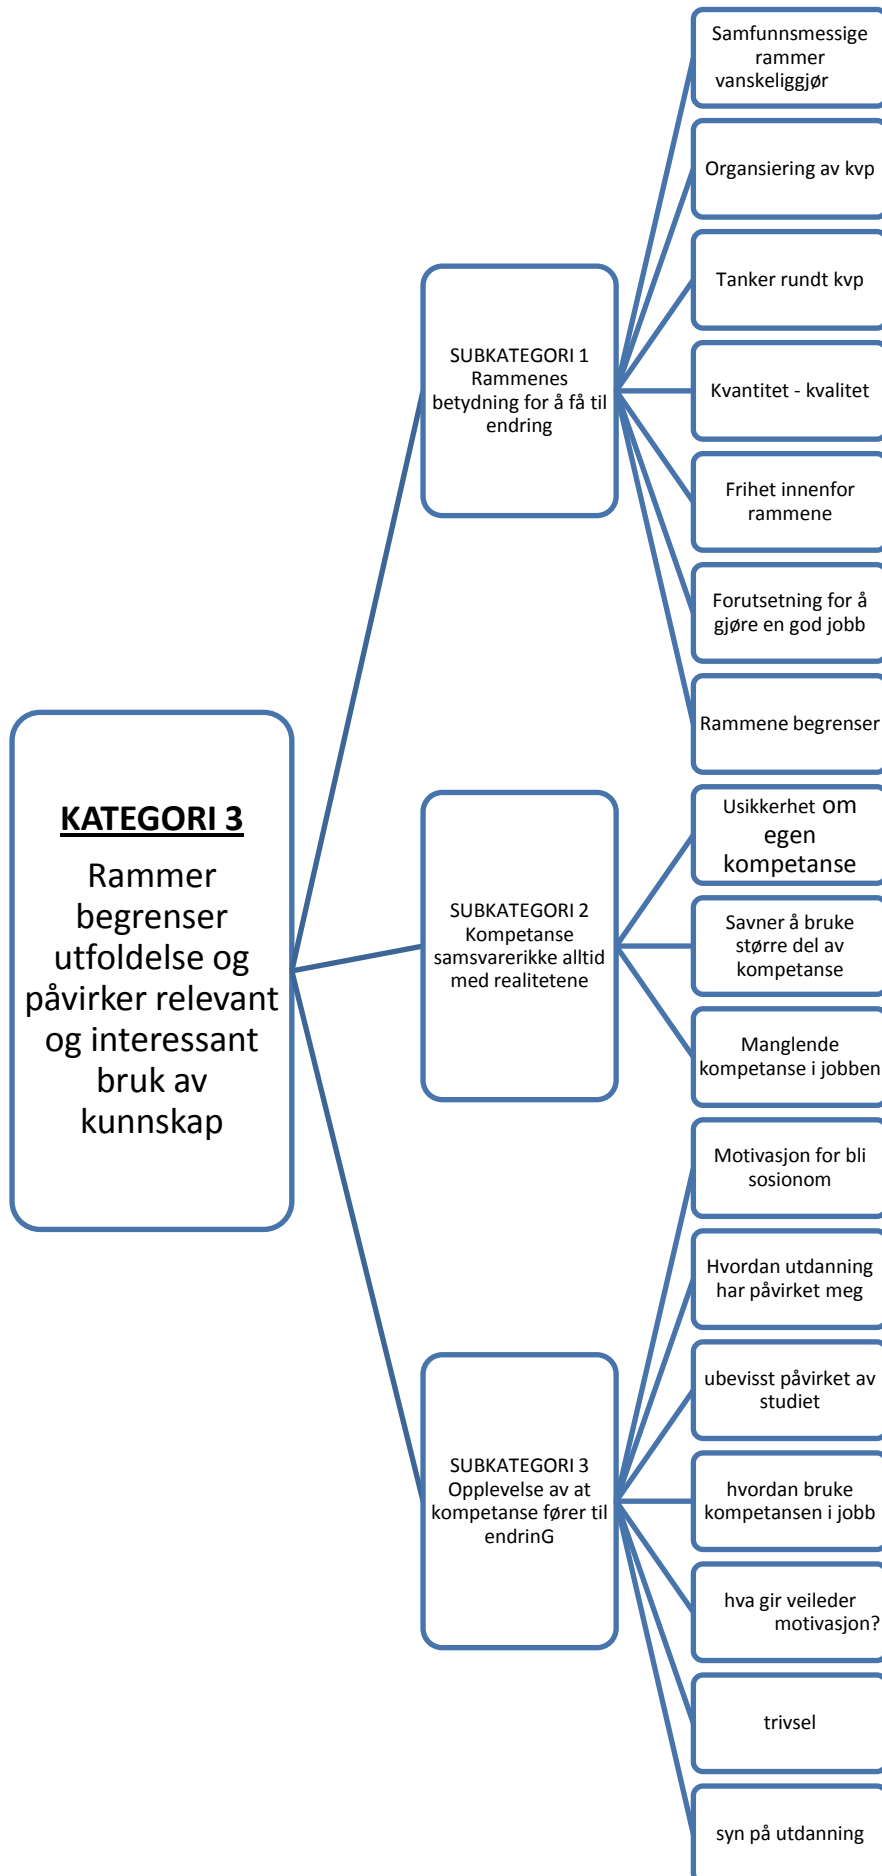 KATEGORI 3
Rammer
begrenser
utfoldelse og
påvirker relevant
og interessant
bruk av
kunnskap
SUBKATEGORI 1
Rammenes
betydning for å få til
endring
Samfunnsmessige
rammer
vanskeliggjør
Organsiering av kvp
Tanker rundt kvp
Kvantitet - kvalitet
Frihet innenfor
rammene
Forutsetning for å
gjøre en god jobb
Rammene begrenser
SUBKATEGORI 2
Kompetanse
samsvarerikke alltid
med realitetene
Usikkerhet om
egen
kompetanse
Savner å bruke
større del av
kompetanse
Manglende
kompetanse i jobben
SUBKATEGORI 3
Opplevelse av at
kompetanse fører til
endrinG
Motivasjon for bli
sosionom
Hvordan utdanning
har påvirket meg
ubevisst påvirket av
studiet
hvordan bruke
kompetansen i jobb
hva gir veileder
motivasjon?
trivsel
syn på utdanning